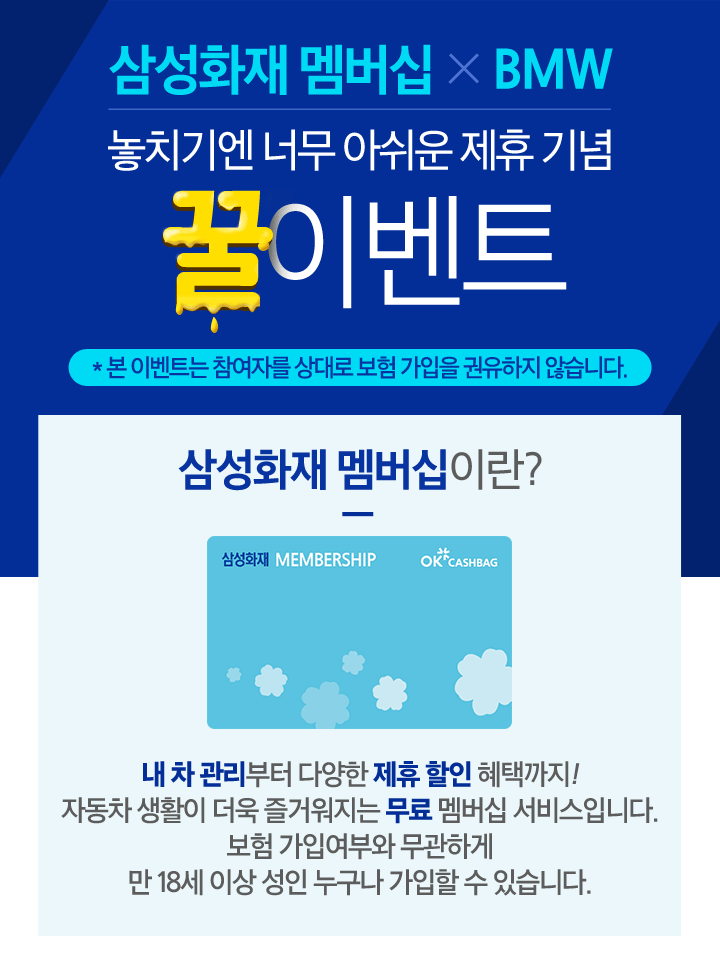 삼성화재 멤버십 × BMW
놓치기엔 너무 아쉬운 제휴 기념
꿀이벤트
* 본 이벤트는 참여자를 상대로 보험 가입을 권유하지 않습니다.
삼성화재 멤버십이란?
삼성화재 MEMBERSHIP OK CASHBAG
내 차 관리부터 다양한 제휴 할인 혜택까지!
자동차 생활이 더욱 즐거워지는 무료 멤버십 서비스입니다.
보험 가입여부와 무관하게
만 18세 이상 성인 누구나 가입할 수 있습니다.